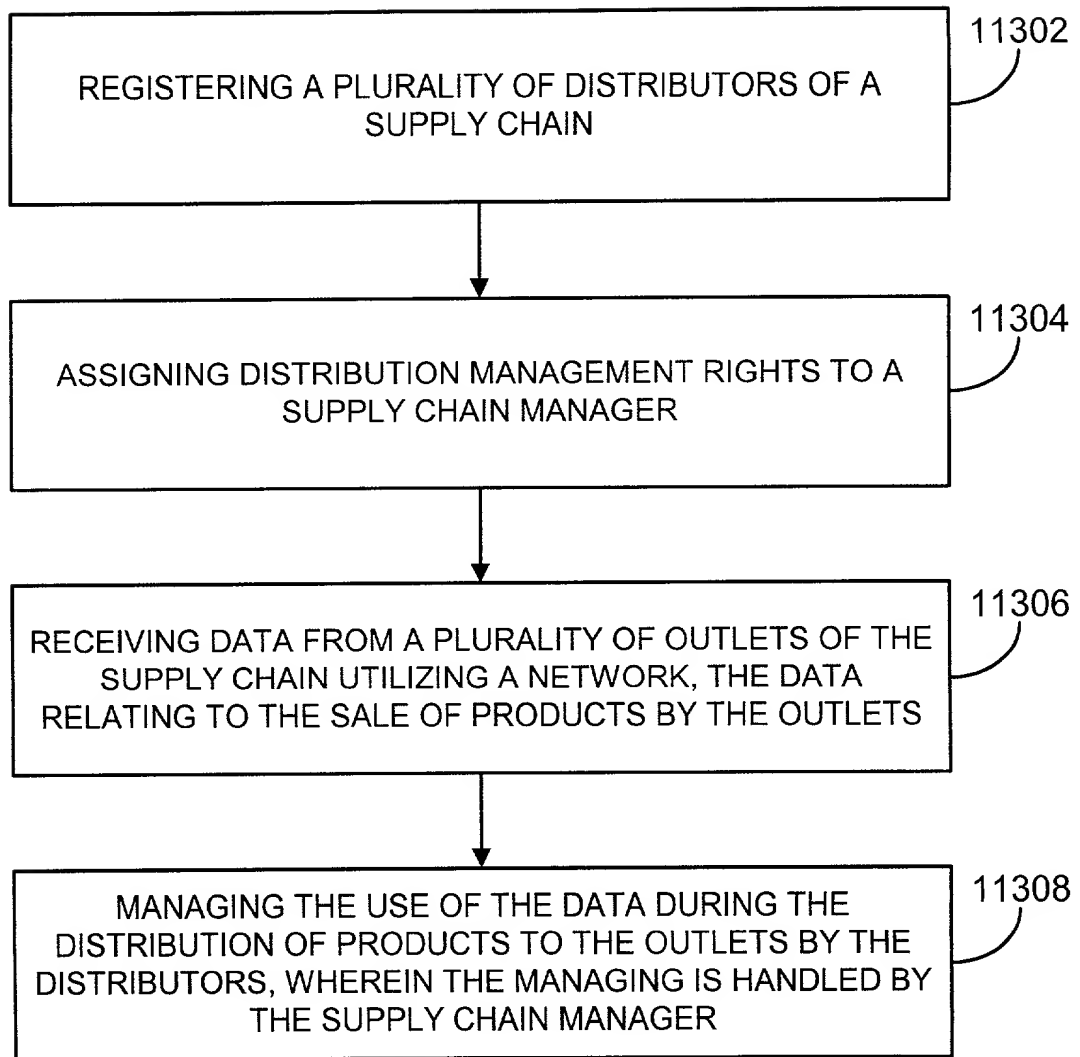 11302
REGISTERING A PLURALITY OF DISTRIBUTORS OF A
SUPPLY CHAIN
11304
ASSIGNING DISTRIBUTION MANAGEMENT RIGHTS TO A
SUPPLY CHAIN MANAGER
11306
RECEIVING DATA FROM A PLURALITY OF OUTLETS OF THE
SUPPLY CHAIN UTILIZING A NETWORK, THE DATA
RELATING TO THE SALE OF PRODUCTS BY THE OUTLETS
11308
MANAGING THE USE OF THE DATA DURING THE
DISTRIBUTION OF PRODUCTS TO THE OUTLETS BY THE
DISTRIBUTORS, WHEREIN THE MANAGING IS HANDLED BY
THE SUPPLY CHAIN MANAGER